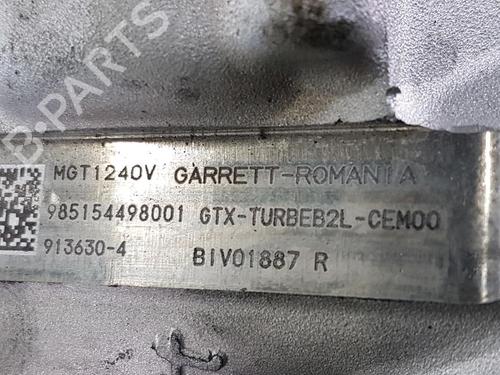 MGT1240V GARRETT-ROMANIA
985154498001 GTX-TURBEB2L-CEM00
913630-4 BIV01887 R
B-PARTS